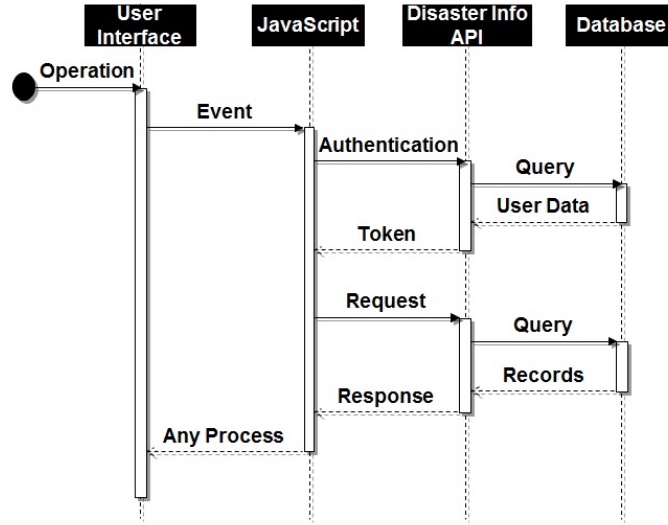 User
Interface
JavaScript
Disaster Info
API
Database
Operation
Event
Authentication
Query
User Data
Token
Request
Query
Records
Response
Any Process